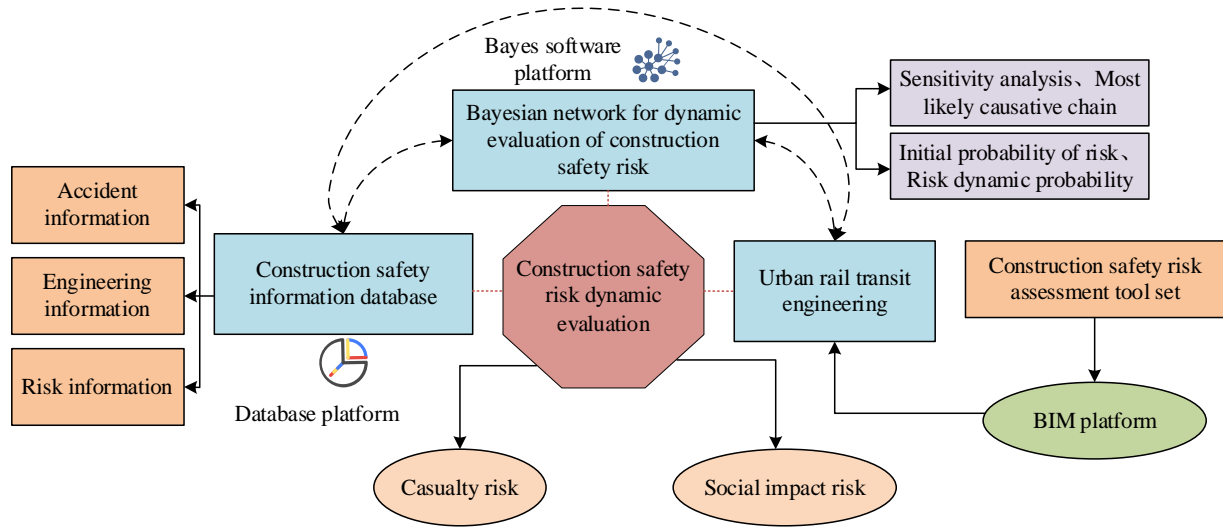 Bayes software
platform
Bayesian network for dynamic
evaluation of construction
safety risk
Sensitivity analysis、Most
likely causative chain
Initial probability of risk、
Risk dynamic probability
Accident
information
Engineering
information
Risk information
Construction safety
information database
Database platform
Construction safety
risk dynamic
evaluation
Urban rail transit
engineering
Construction safety risk
assessment tool set
BIM platform
Casualty risk
Social impact risk